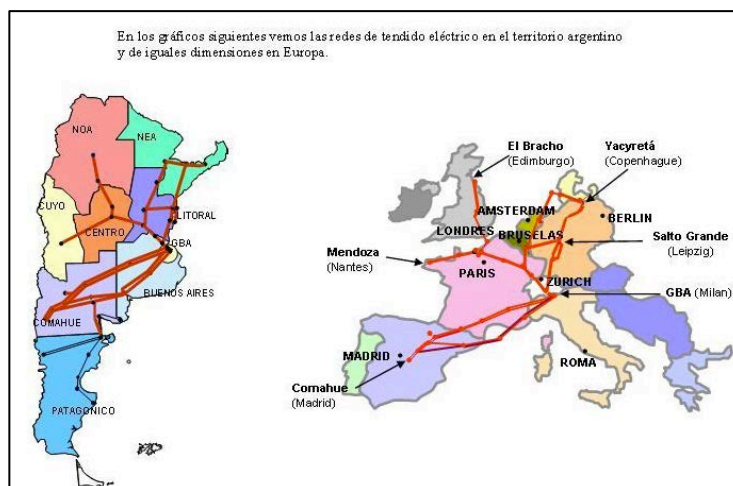 En los gráficos siguientes vemos las redes de tendido eléctrico en el territorio argentino
y de iguales dimensiones en Europa.
NOA
NEA
CUYO
CENTRO
LITORAL
GBA
BUENOS AIRES
COMAHUE
PATAGONICO
El Bracho
(Edimburgo)
Yacyretá
(Copenhague)
AMSTERDAM
LONDRES
BRUSELAS
BERLIN
Mendoza
(Nantes)
PARIS
Salto Grande
(Leipzig)
ZURICH
GBA (Milan)
MADRID
ROMA
Comahue
(Madrid)